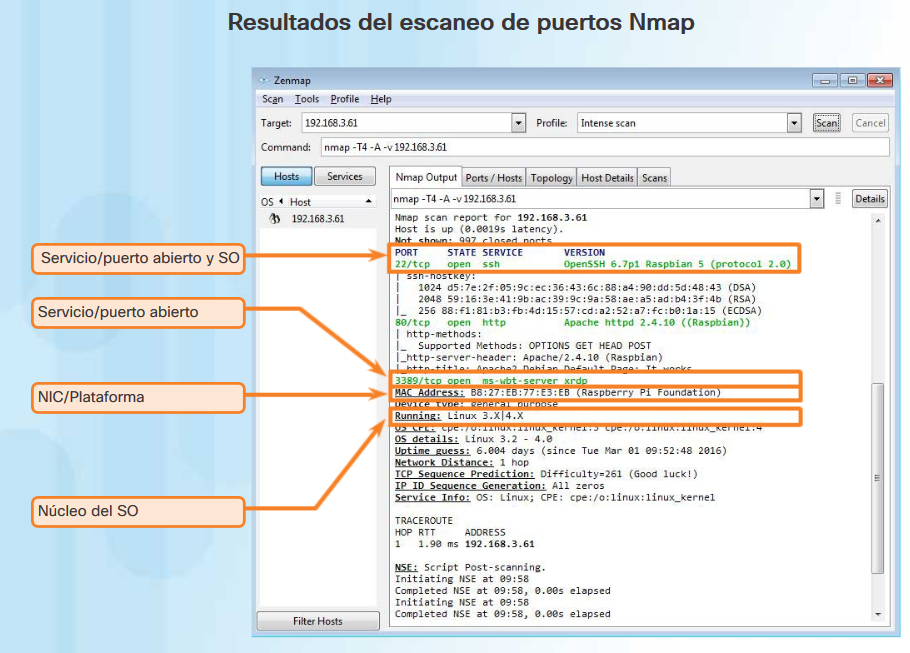 Resultados del escaneo de puertos Nmap
Zenmap
Scan Tools Profile Help
Target: 192.168.3.61 Profile: Intense scan Scan Cancel
Command: nmap -T4 -A -v 192.168.3.61
Hosts Services
Nmap Output Ports / Hosts Topology Host Details Scans
OS Host
192.168.3.61
nmap -T4 -A -v 192.168.3.61 Details
Nmap scan report for 192.168.3.61
Host is up (0.0019s latency).
Not shown: 997 closed ports
PORT STATE SERVICE VERSION
22/tcp open ssh OpenSSH 6.7p1 Raspbian 5 (protocol 2.0)
| ssh-hostkey:
| 1024 d5:7e:2f:05:9c:ec:36:43:6c:88:a4:90:dd:5d:48:43 (DSA)
| 2048 59:16:3e:41:9b:ac:39:9c:9a:58:ae:a5:ad:b4:3f:4b (RSA)
|_ 256 88:f1:81:b3:fb:4d:15:57:cd:a2:52:a7:fc:b0:1a:15 (ECDSA)
80/tcp open http Apache httpd 2.4.10 ((Raspbian))
| http-methods:
|_ Supported Methods: OPTIONS GET HEAD POST
|_http-server-header: Apache/2.4.10 (Raspbian)
|_http-title: Apache2 Debian Default Page: It works
3389/tcp open ms-wbt-server xrdp
MAC Address: B8:27:EB:77:E3:EB (Raspberry Pi Foundation)
Device type: general purpose
Running: Linux 3.X|4.X
OS CPE: cpe:/o:linux:linux_kernel:3 cpe:/o:linux:linux_kernel:4
OS details: Linux 3.2 - 4.0
Uptime guess: 6.004 days (since Tue Mar 01 09:52:48 2016)
Network Distance: 1 hop
TCP Sequence Prediction: Difficulty=261 (Good luck!)
IP ID Sequence Generation: All zeros
Service Info: OS: Linux; CPE: cpe:/o:linux:linux_kernel
TRACEROUTE
HOP RTT ADDRESS
1 1.90 ms 192.168.3.61
NSE: Script Post-scanning.
Initiating NSE at 09:58
Completed NSE at 09:58, 0.00s elapsed
Initiating NSE at 09:58
Completed NSE at 09:58, 0.00s elapsed
Filter Hosts
Servicio/puerto abierto y SO
Servicio/puerto abierto
NIC/Plataforma
Núcleo del SO